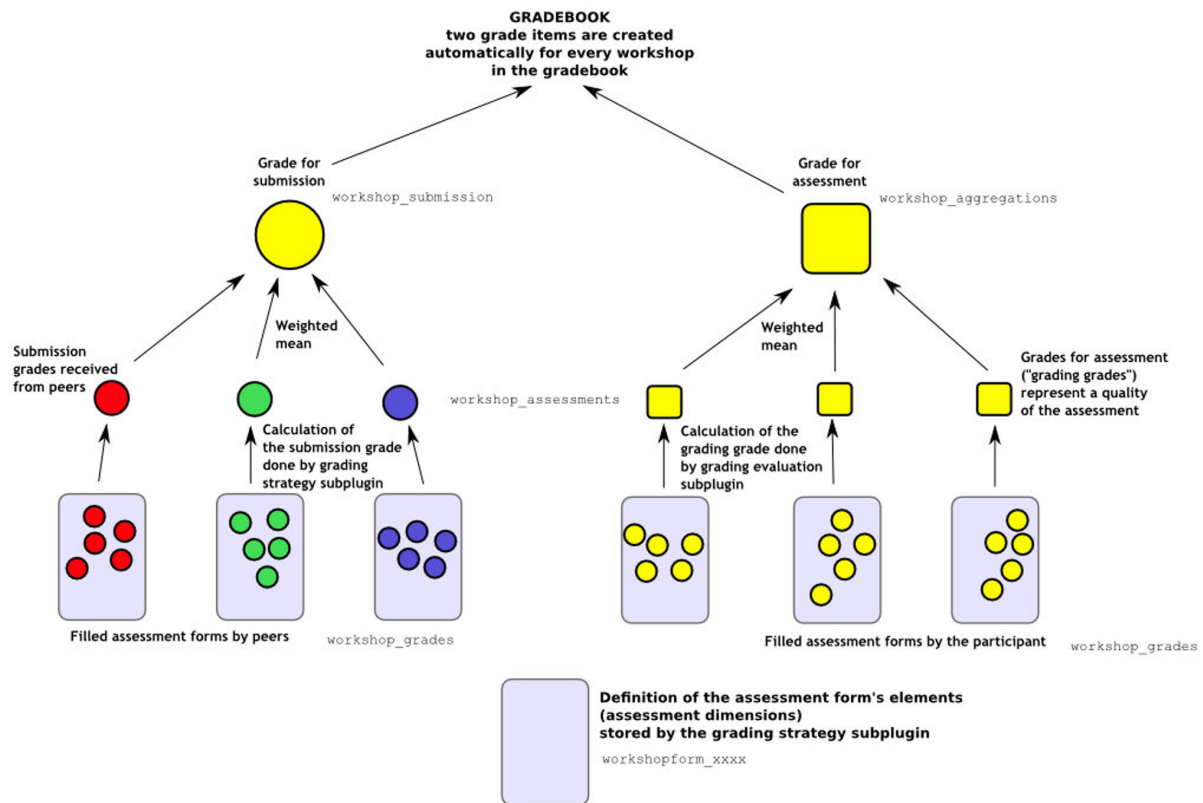 GRADEBOOK
two grade items are created
automatically for every workshop
in the gradebook
Grade for
submission
workshop_submission
Grade for
assessment
workshop_aggregations
Weighted
mean
Weighted
mean
Submission
grades received
from peers
workshop_assessments
Grades for assessment
("grading grades")
represent a quality
of the assessment
Calculation of
the submission grade
done by grading
strategy subplugin
Calculation of the
grading grade done
by grading evaluation
subplugin
Filled assessment forms by peers
workshop_grades
Filled assessment forms by the participant
workshop_grades
Definition of the assessment form's elements
(assessment dimensions)
stored by the grading strategy subplugin
workshopform_xxxx